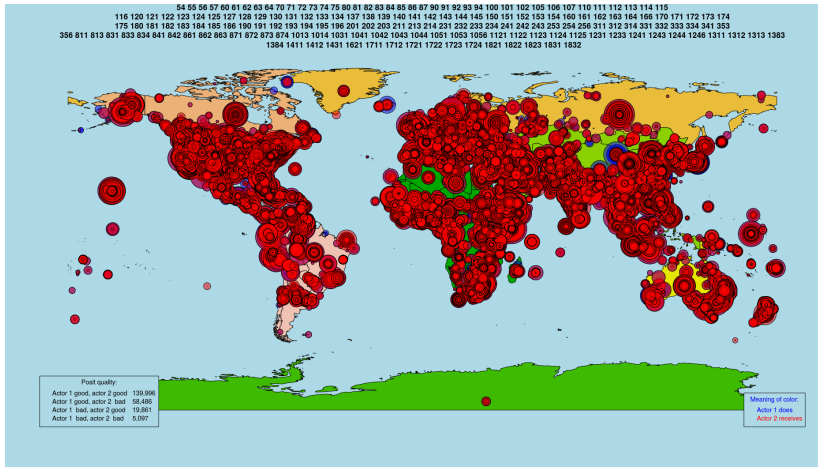 54 55 56 57 60 61 62 63 64 70 71 72 73 74 75 80 81 82 83 84 85 86 87 90 91 92 93 94 100 101 102 105 106 107 110 111 112 113 114 115
116 120 121 122 123 125 127 128 129 130 131 132 133 134 137 138 139 140 141 142 143 144 145 150 151 152 153 154 160 161 162 163 164 166 170 171 172 173 174
175 180 181 182 183 184 185 186 190 191 192 193 194 195 196 201 202 203 211 214 231 232 233 234 240 241 242 243 244 250 251 254 256 311 312 314 331 332 333 334 341 353
356 811 813 831 833 834 841 842 861 862 863 871 872 873 874 1013 1014 1031 1041 1042 1043 1044 1051 1053 1056 1121 1122 1123 1124 1125 1231 1232 1233 1241 1243 1244 1245 1246 1311 1312 1313 1383
1384 1411 1412 1431 1621 1711 1712 1721 1722 1723 1724 1821 1822 1823 1831 1832
Posit quality:
Actor 1 good, actor 2 good 139,996
Actor 1 good, actor 2 bad 58,486
Actor 1 bad, actor 2 good 19,861
Actor 1 bad, actor 2 bad 5,097
Meaning of color:
Actor 1 does
Actor 2 receives